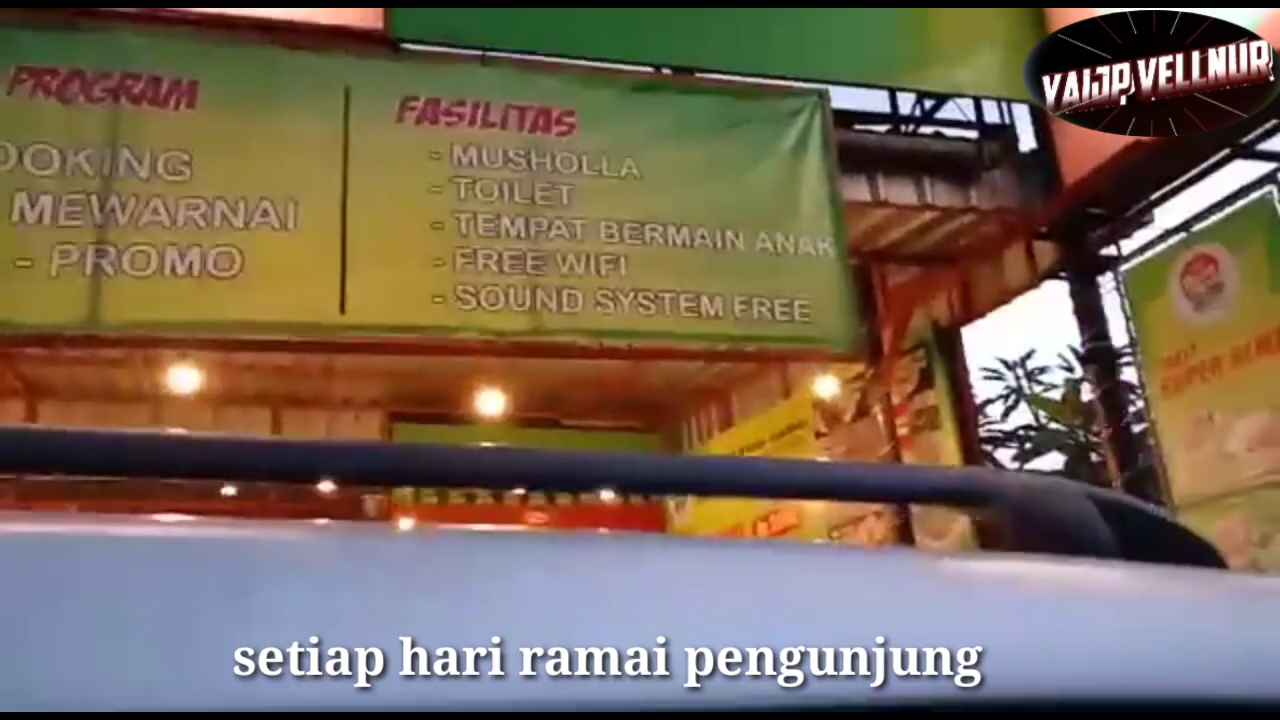 YAIJP VELLNUR
PROGRAM
OOKING
MEWARNAI
- PROMO
FASILITAS
- MUSHOLLA
- TOILET
- TEMPAT BERMAIN ANAK
- FREE WIFI
- SOUND SYSTEM FREE
SUPER
setiap hari ramai pengunjung